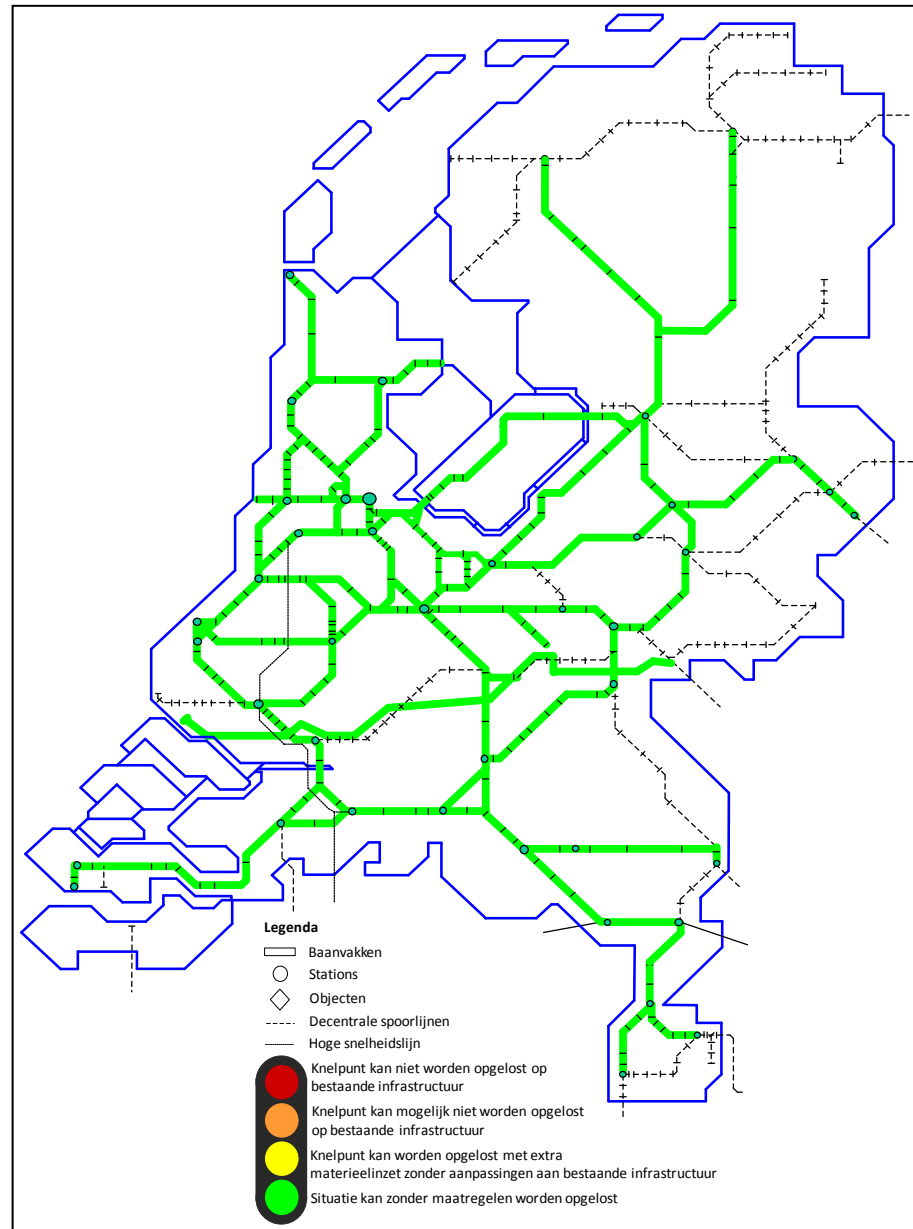 Legenda
Baanvakken
Stations
Objecten
Decentrale spoorlijnen
Hoge snelheidslijn
Knelpunt kan niet worden opgelost op
bestaande infrastructuur
Knelpunt kan mogelijk niet worden opgelost
op bestaande infrastructuur
Knelpunt kan worden opgelost met extra
materieelinzet zonder aanpassingen aan bestaande infrastructuur
Situatie kan zonder maatregelen worden opgelost